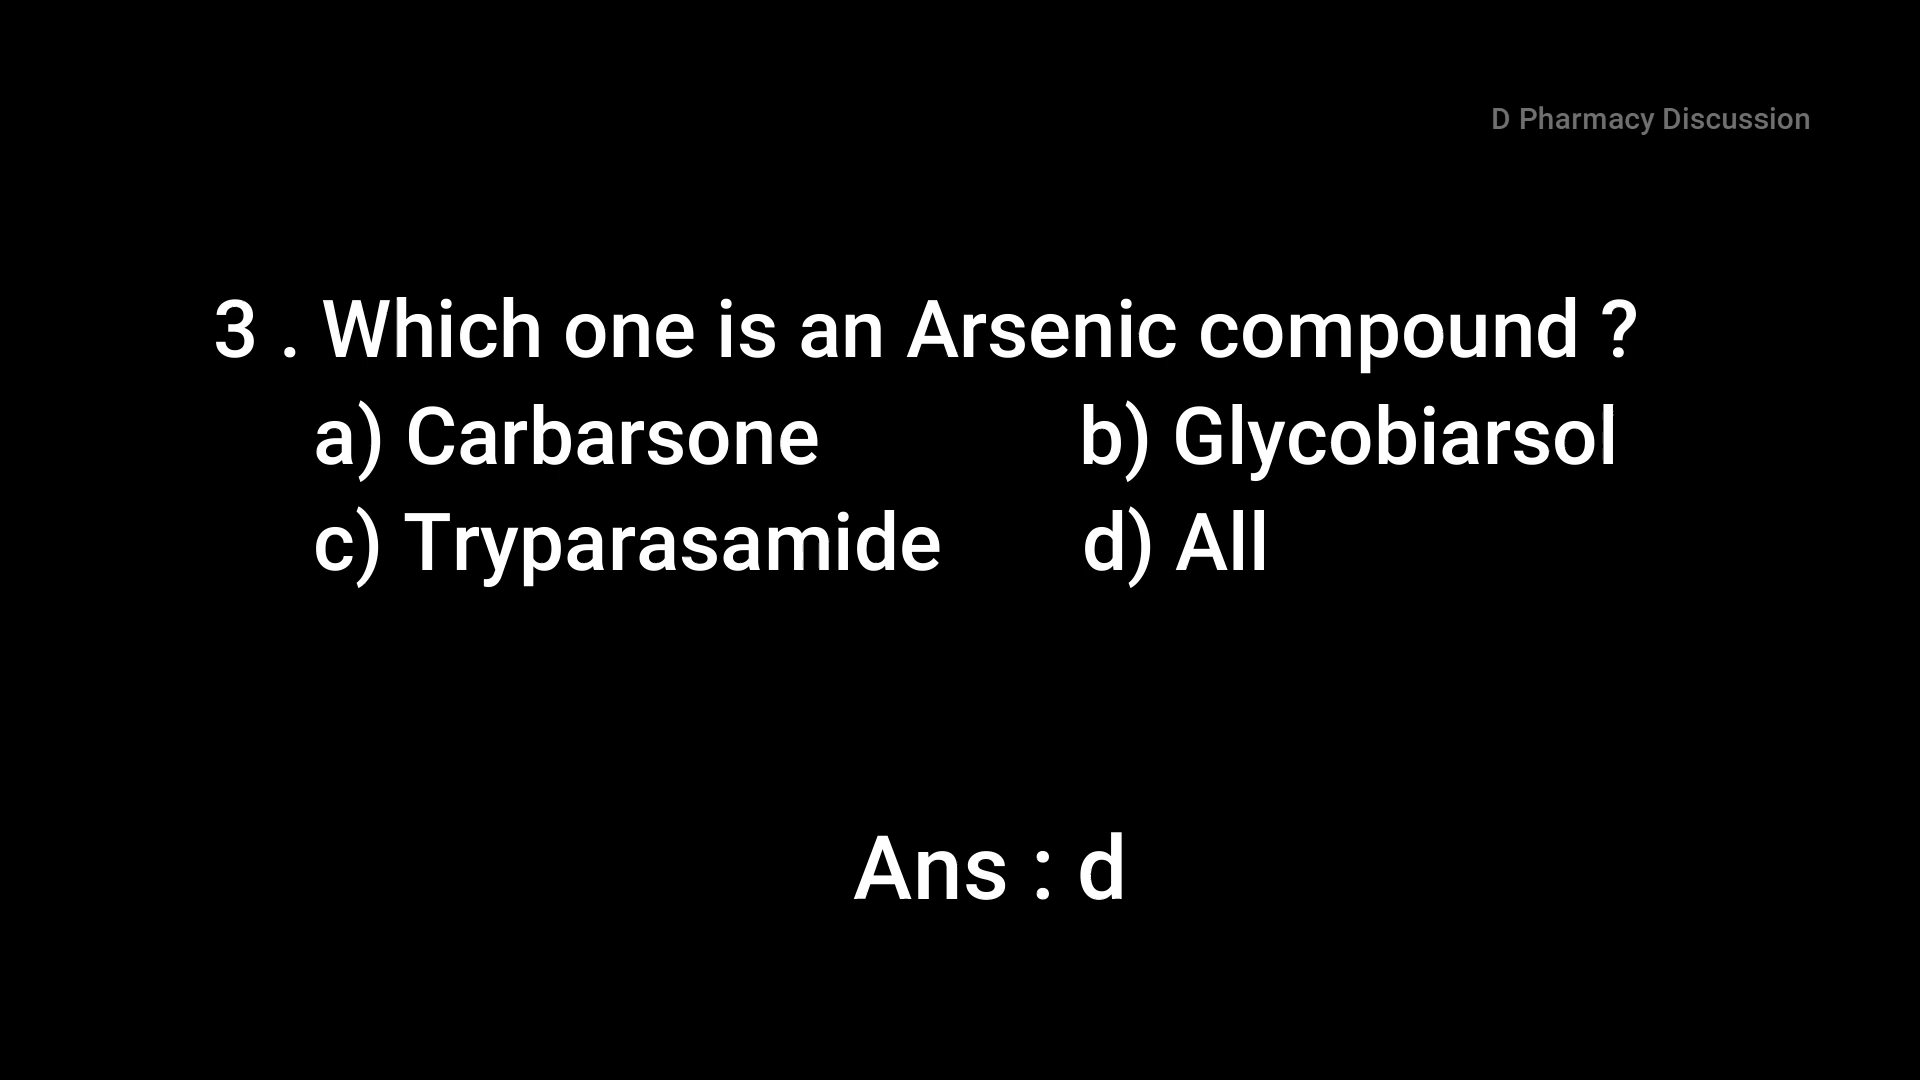 D Pharmacy Discussion
3 . Which one is an Arsenic compound ?
a) Carbarsone b) Glycobiarsol
c) Tryparasamide d) All
Ans : d